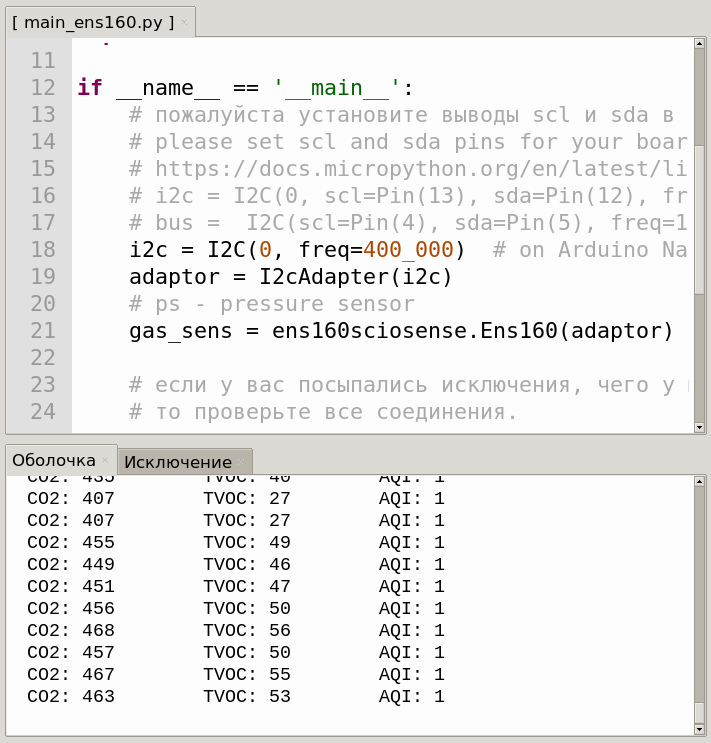 [ main_ens160.py ]
11
12 if __name__ == '__main__':
13 # пожалуйста установите выводы scl и sda в
14 # please set scl and sda pins for your boar
15 # https://docs.micropython.org/en/latest/li
16 # i2c = I2C(0, scl=Pin(13), sda=Pin(12), fr
17 # bus =  I2C(scl=Pin(4), sda=Pin(5), freq=1
18 i2c = I2C(0, freq=400_000)  # on Arduino Na
19 adaptor = I2cAdapter(i2c)
20 # ps - pressure sensor
21 gas_sens = ens160sciosense.Ens160(adaptor)
22
23 # если у вас посыпались исключения, чего у
24 # то проверьте все соединения.
Оболочка Исключение
CO2: 435 TVOC: 40 AQI: 1
CO2: 407 TVOC: 27 AQI: 1
CO2: 407 TVOC: 27 AQI: 1
CO2: 455 TVOC: 49 AQI: 1
CO2: 449 TVOC: 46 AQI: 1
CO2: 451 TVOC: 47 AQI: 1
CO2: 456 TVOC: 50 AQI: 1
CO2: 468 TVOC: 56 AQI: 1
CO2: 457 TVOC: 50 AQI: 1
CO2: 467 TVOC: 55 AQI: 1
CO2: 463 TVOC: 53 AQI: 1